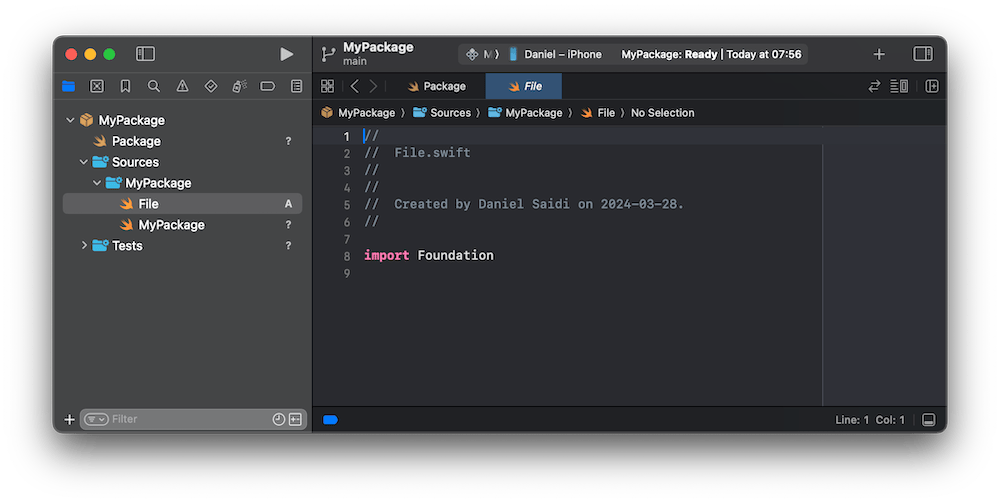 MyPackage
main
M
Daniel – iPhone
MyPackage: Ready | Today at 07:56
Package
File
MyPackage
Package ?
Sources
MyPackage
File A
MyPackage ?
Tests ?
Filter
MyPackage 〉 Sources 〉 MyPackage 〉 File 〉 No Selection
1 //
2 //  File.swift
3 //
4 //
5 //  Created by Daniel Saidi on 2024-03-28.
6 //
7
8 import Foundation
9
Line: 1 Col: 1